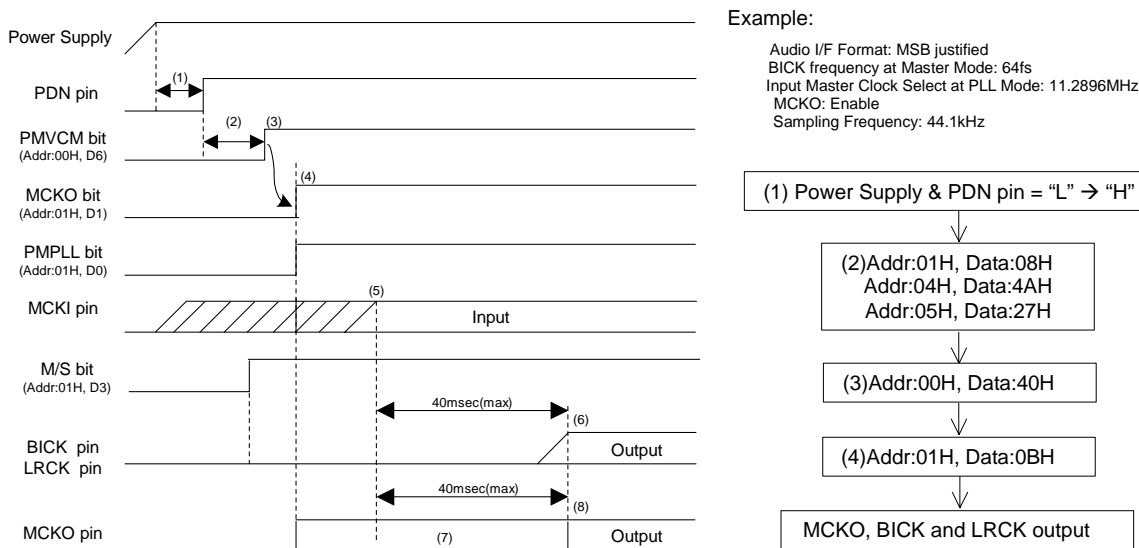 Power Supply
PDN pin
PMVCM bit
(Addr:00H, D6)
MCKO bit
(Addr:01H, D1)
PMPLL bit
(Addr:01H, D0)
MCKI pin
M/S bit
(Addr:01H, D3)
BICK pin
LRCK pin
MCKO pin
(1)
(2)
(3)
(4)
(5)
Input
40msec(max)
(6)
Output
40msec(max)
(8)
(7)
Output
Example:
Audio I/F Format: MSB justified
BICK frequency at Master Mode: 64fs
Input Master Clock Select at PLL Mode: 11.2896MHz
MCKO: Enable
Sampling Frequency: 44.1kHz
(1) Power Supply & PDN pin = “L” → “H”
(2)Addr:01H, Data:08H
Addr:04H, Data:4AH
Addr:05H, Data:27H
(3)Addr:00H, Data:40H
(4)Addr:01H, Data:0BH
MCKO, BICK and LRCK output